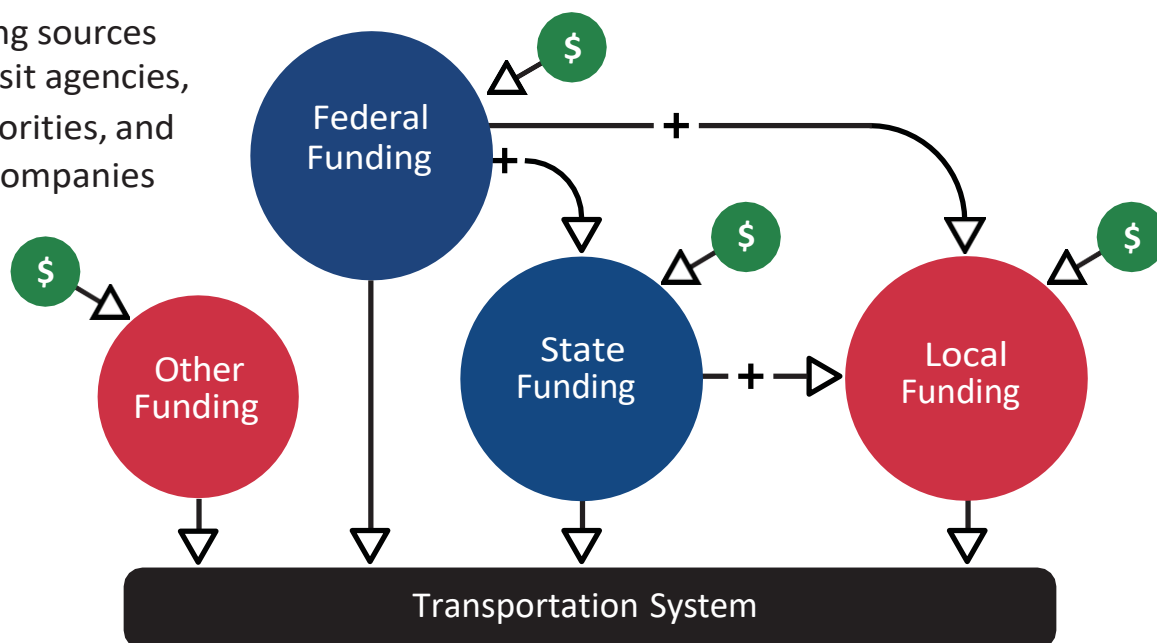 ng sources
sit agencies,
orities, and
ompanies
$
Federal
Funding
+
+
$
$
$
Other
Funding
State
Funding
+
Local
Funding
Transportation System